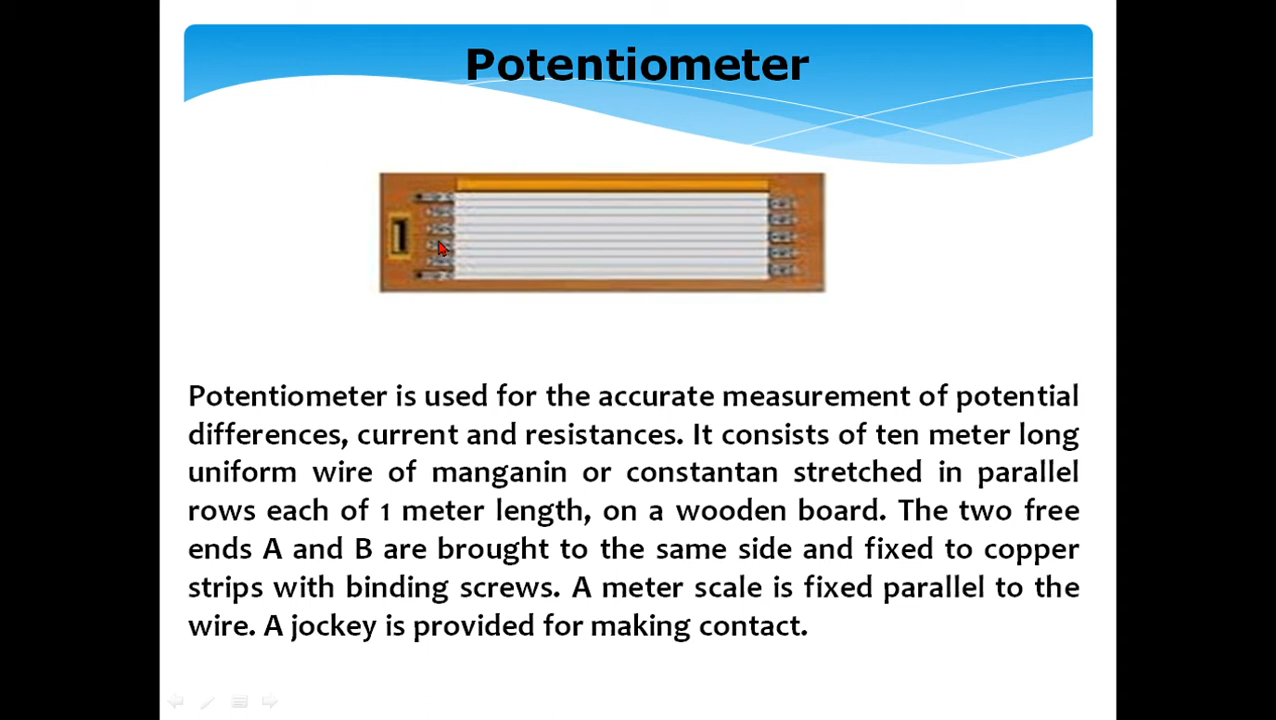 Potentiometer
Potentiometer is used for the accurate measurement of potential
differences, current and resistances. It consists of ten meter long
uniform wire of manganin or constantan stretched in parallel
rows each of 1 meter length, on a wooden board. The two free
ends A and B are brought to the same side and fixed to copper
strips with binding screws. A meter scale is fixed parallel to the
wire. A jockey is provided for making contact.